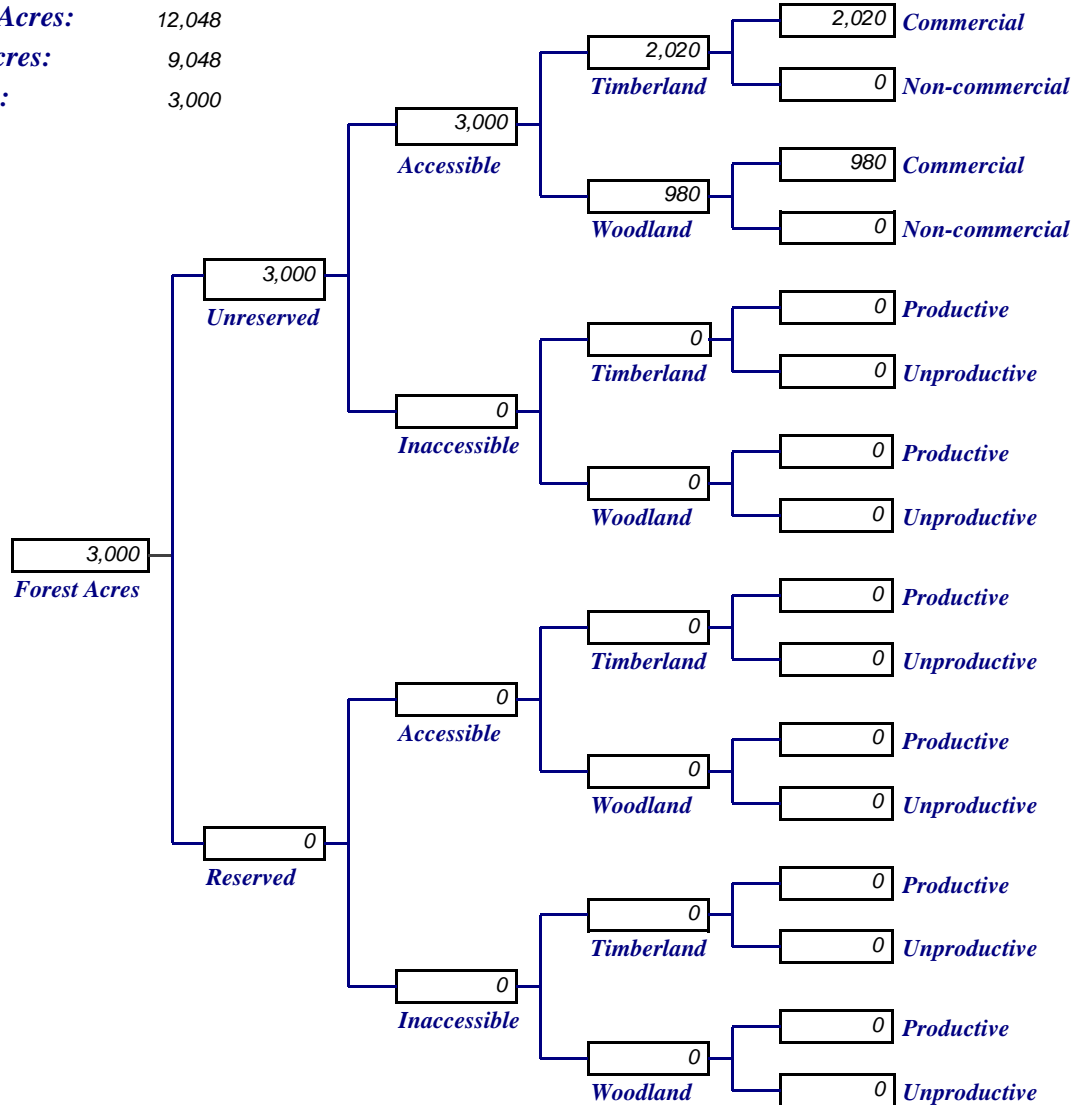 Acres: 12,048
cres: 9,048
: 3,000
2,020 Commercial
2,020
Timberland
0 Non-commercial
3,000
Accessible
980 Commercial
980
Woodland
0 Non-commercial
3,000
Unreserved
0 Productive
0
Timberland
0 Unproductive
0
Inaccessible
0 Productive
0
Woodland
0 Unproductive
3,000
Forest Acres
0 Productive
0
Timberland
0 Unproductive
0
Accessible
0 Productive
0
Woodland
0 Unproductive
0
Reserved
0 Productive
0
Timberland
0 Unproductive
0
Inaccessible
0 Productive
0
Woodland
0 Unproductive